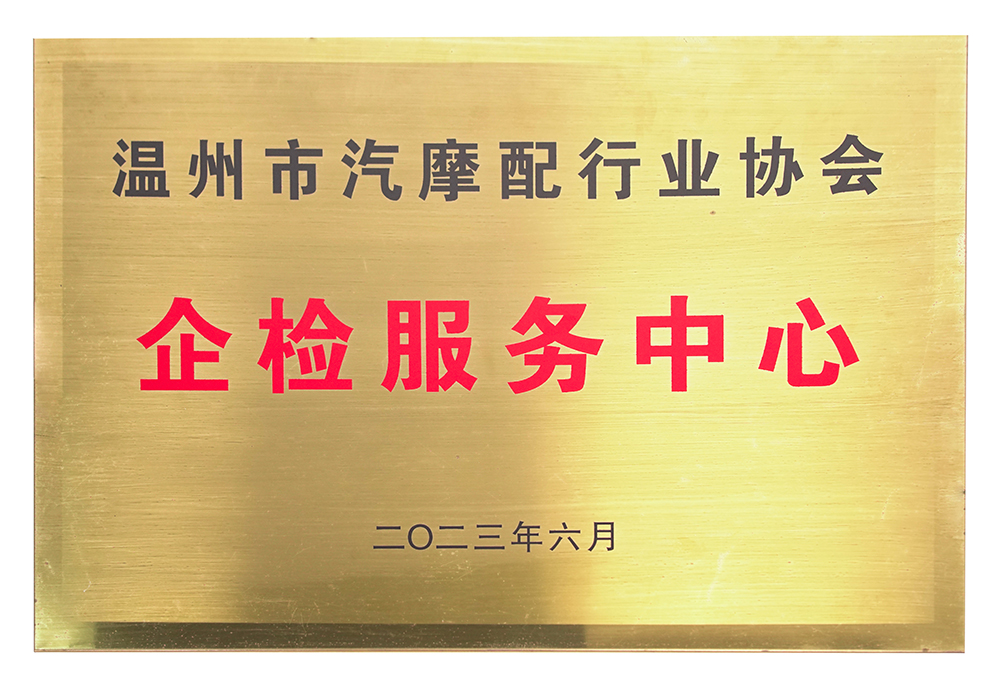 温州市汽摩配行业协会
企检服务中心
二〇二三年六月